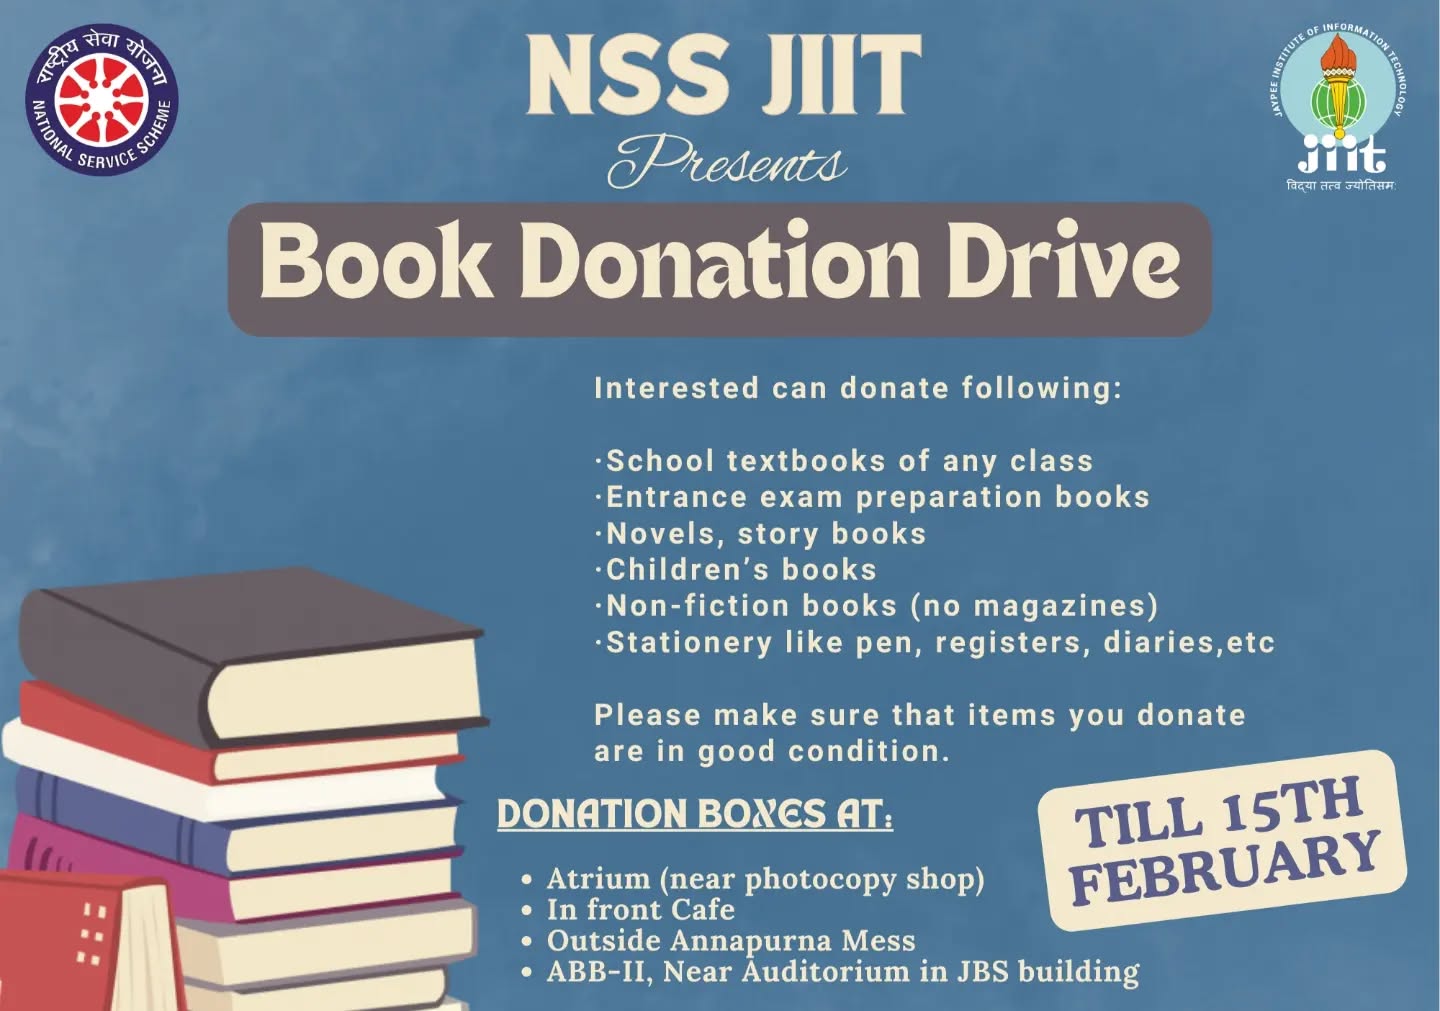 राष्ट्रीय सेवा योजना
NATIONAL SERVICE SCHEME
NSS JIIT
JAYPEE INSTITUTE OF INFORMATION TECHNOLOGY
jiit
विद्या तत्व ज्योतिसमः
Presents
Book Donation Drive
Interested can donate following:
·School textbooks of any class
·Entrance exam preparation books
·Novels, story books
·Children’s books
·Non-fiction books (no magazines)
·Stationery like pen, registers, diaries,etc
Please make sure that items you donate
are in good condition.
DONATION BOXES AT:
• Atrium (near photocopy shop)
• In front Cafe
• Outside Annapurna Mess
• ABB-II, Near Auditorium in JBS building
TILL 15TH
FEBRUARY